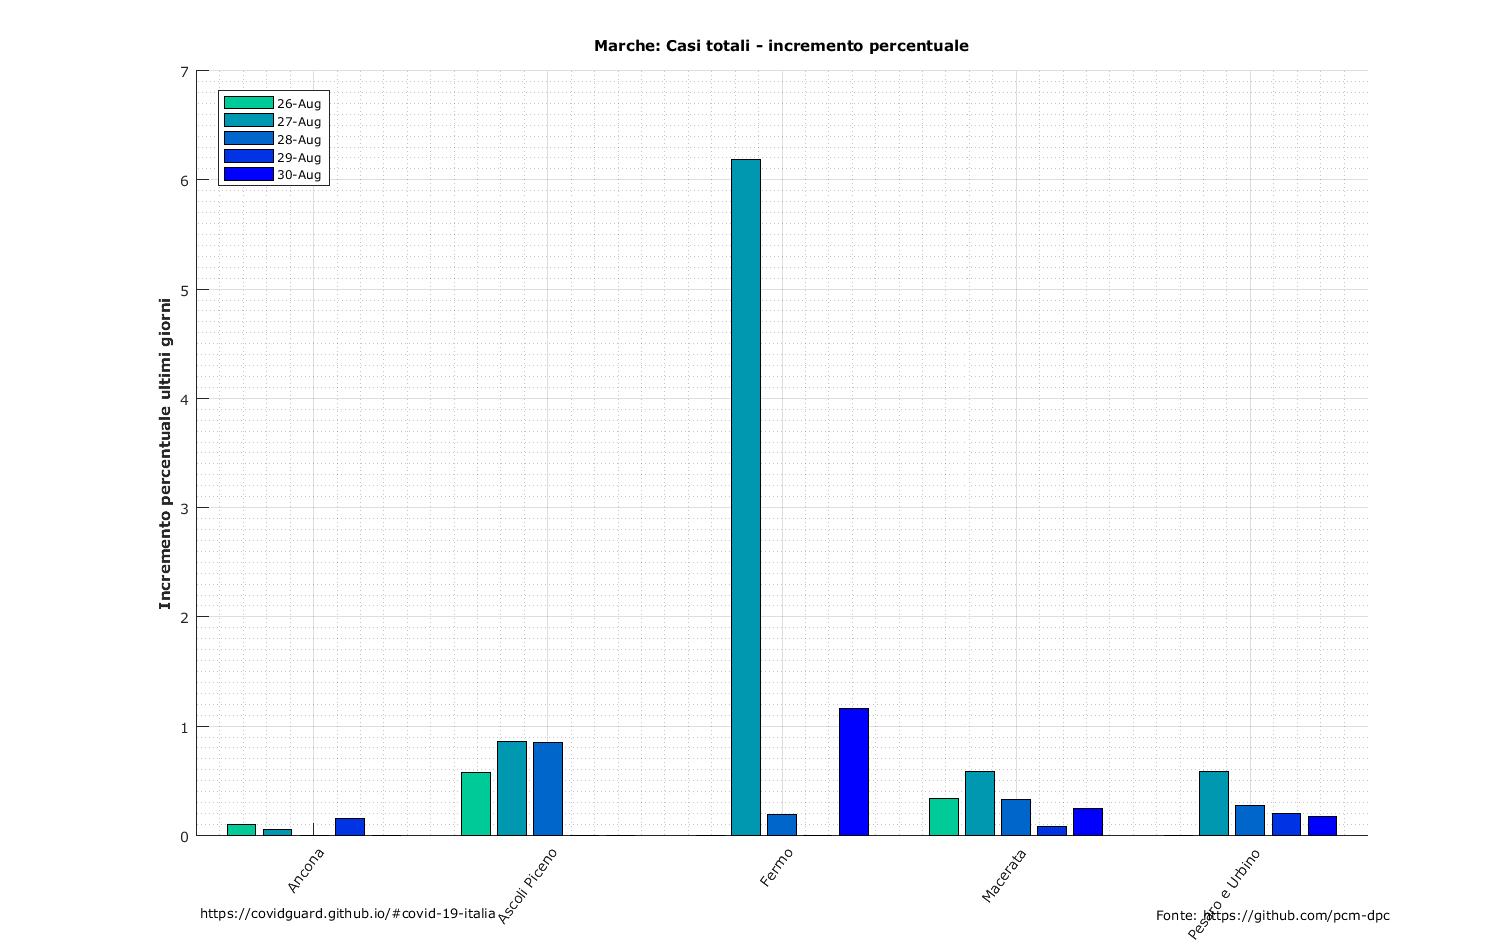 Marche: Casi totali - incremento percentuale
Incremento percentuale ultimi giorni
7
6
5
4
3
2
1
0
26-Aug
27-Aug
28-Aug
29-Aug
30-Aug
Ancona
Ascoli Piceno
Fermo
Macerata
Pesaro e Urbino
https://covidguard.github.io/#covid-19-italia
Fonte: https://github.com/pcm-dpc